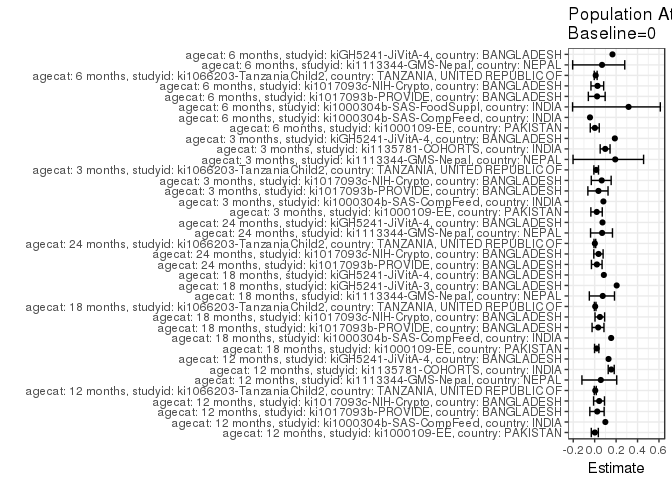 Population At
Baseline=0
agecat: 6 months, studyid: kiGH5241-JiVitA-4, country: BANGLADESH
agecat: 6 months, studyid: ki1113344-GMS-Nepal, country: NEPAL
agecat: 6 months, studyid: ki1066203-TanzaniaChild2, country: TANZANIA, UNITED REPUBLIC OF
agecat: 6 months, studyid: ki1017093c-NIH-Crypto, country: BANGLADESH
agecat: 6 months, studyid: ki1017093b-PROVIDE, country: BANGLADESH
agecat: 6 months, studyid: ki1000304b-SAS-FoodSuppl, country: INDIA
agecat: 6 months, studyid: ki1000304b-SAS-CompFeed, country: INDIA
agecat: 6 months, studyid: ki1000109-EE, country: PAKISTAN
agecat: 3 months, studyid: kiGH5241-JiVitA-4, country: BANGLADESH
agecat: 3 months, studyid: ki1135781-COHORTS, country: INDIA
agecat: 3 months, studyid: ki1113344-GMS-Nepal, country: NEPAL
agecat: 3 months, studyid: ki1066203-TanzaniaChild2, country: TANZANIA, UNITED REPUBLIC OF
agecat: 3 months, studyid: ki1017093c-NIH-Crypto, country: BANGLADESH
agecat: 3 months, studyid: ki1017093b-PROVIDE, country: BANGLADESH
agecat: 3 months, studyid: ki1000304b-SAS-CompFeed, country: INDIA
agecat: 3 months, studyid: ki1000109-EE, country: PAKISTAN
agecat: 24 months, studyid: kiGH5241-JiVitA-4, country: BANGLADESH
agecat: 24 months, studyid: ki1113344-GMS-Nepal, country: NEPAL
agecat: 24 months, studyid: ki1066203-TanzaniaChild2, country: TANZANIA, UNITED REPUBLIC OF
agecat: 24 months, studyid: ki1017093c-NIH-Crypto, country: BANGLADESH
agecat: 24 months, studyid: ki1017093b-PROVIDE, country: BANGLADESH
agecat: 18 months, studyid: kiGH5241-JiVitA-4, country: BANGLADESH
agecat: 18 months, studyid: kiGH5241-JiVitA-3, country: BANGLADESH
agecat: 18 months, studyid: ki1113344-GMS-Nepal, country: NEPAL
agecat: 18 months, studyid: ki1066203-TanzaniaChild2, country: TANZANIA, UNITED REPUBLIC OF
agecat: 18 months, studyid: ki1017093c-NIH-Crypto, country: BANGLADESH
agecat: 18 months, studyid: ki1017093b-PROVIDE, country: BANGLADESH
agecat: 18 months, studyid: ki1000304b-SAS-CompFeed, country: INDIA
agecat: 18 months, studyid: ki1000109-EE, country: PAKISTAN
agecat: 12 months, studyid: kiGH5241-JiVitA-4, country: BANGLADESH
agecat: 12 months, studyid: ki1135781-COHORTS, country: INDIA
agecat: 12 months, studyid: ki1113344-GMS-Nepal, country: NEPAL
agecat: 12 months, studyid: ki1066203-TanzaniaChild2, country: TANZANIA, UNITED REPUBLIC OF
agecat: 12 months, studyid: ki1017093c-NIH-Crypto, country: BANGLADESH
agecat: 12 months, studyid: ki1017093b-PROVIDE, country: BANGLADESH
agecat: 12 months, studyid: ki1000304b-SAS-CompFeed, country: INDIA
agecat: 12 months, studyid: ki1000109-EE, country: PAKISTAN
-0.2 0.0 0.2 0.4 0.6
Estimate